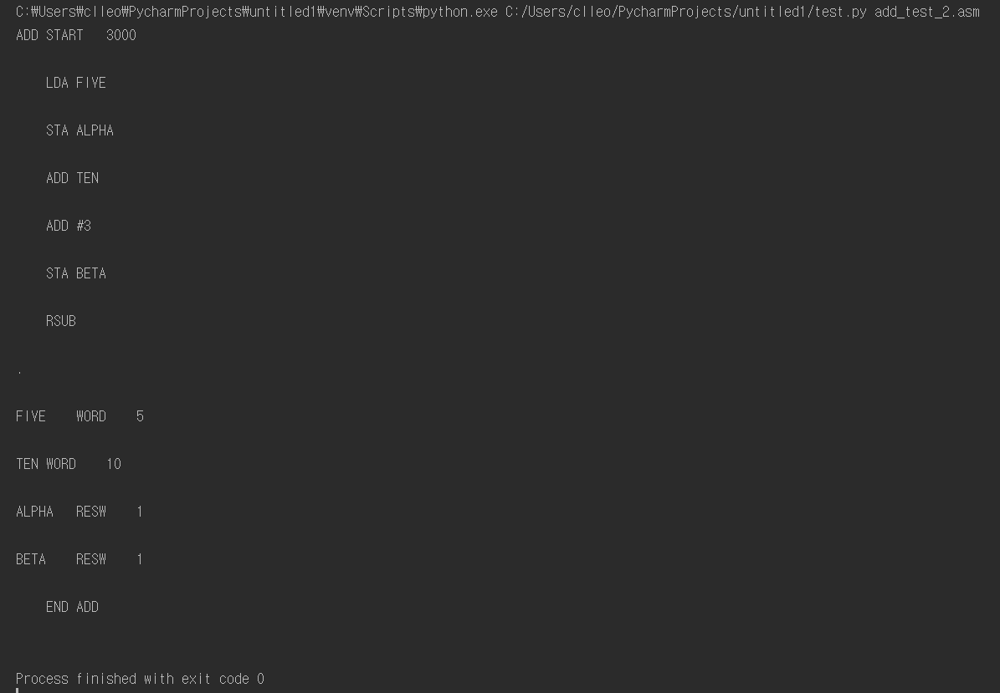 C:₩Users₩clleo₩PycharmProjects₩untitled1₩venv₩Scripts₩python.exe C:/Users/clleo/PycharmProjects/untitled1/test.py add_test_2.asm
ADD START   3000
    LDA FIVE
    STA ALPHA
    ADD TEN
    ADD #3
    STA BETA
    RSUB
.
FIVE    WORD    5
TEN WORD    10
ALPHA   RESW    1
BETA    RESW    1
    END ADD
Process finished with exit code 0